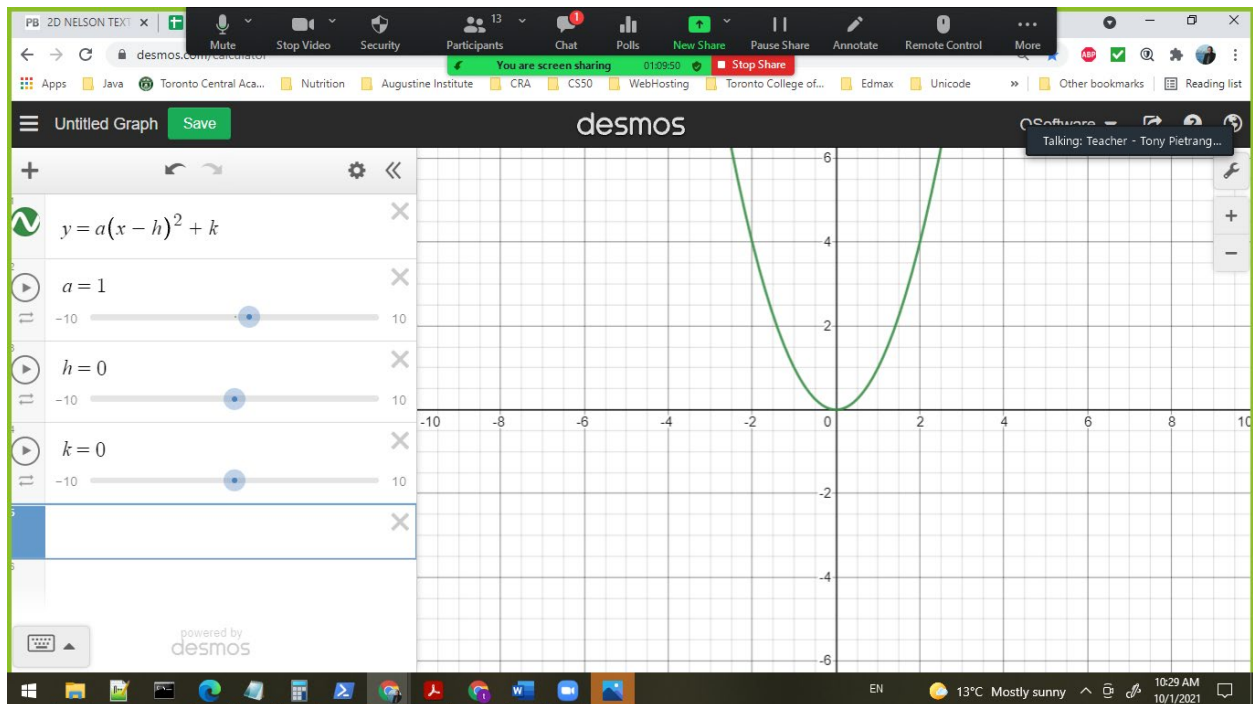 PB 2D NELSON TEXT
Mute
Stop Video
Security
Participants 13
Chat 1
Polls
New Share
Pause Share
Annotate
Remote Control
More
You are screen sharing 01:09:50 Stop Share
desmos.com/calculator
ABP
Apps Java Toronto Central Aca... Nutrition Augustine Institute CRA CS50 WebHosting Toronto College of... Edmax Unicode » Other bookmarks Reading list
Untitled Graph Save desmos QSoftware
Talking: Teacher - Tony Pietrang...
y = a(x − h)² + k
a = 1
-10 10
h = 0
-10 10
k = 0
-10 10
5
6
powered by
desmos
6
4
2
-10 -8 -6 -4 -2 0 2 4 6 8 10
-2
-4
-6
EN 13°C Mostly sunny 10:29 AM
10/1/2021